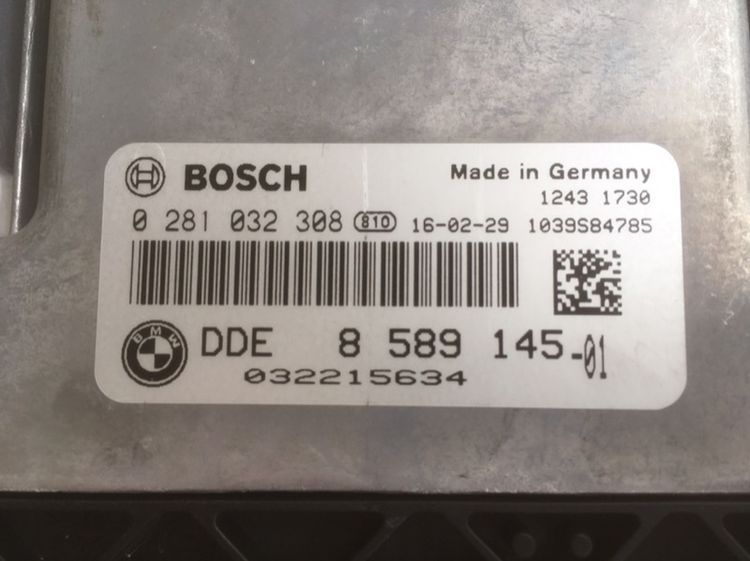 BOSCH
Made in Germany
1243 1730
0 281 032 308 810 16-02-29 1039S84785
BMW
DDE 8 589 145-01
032215634